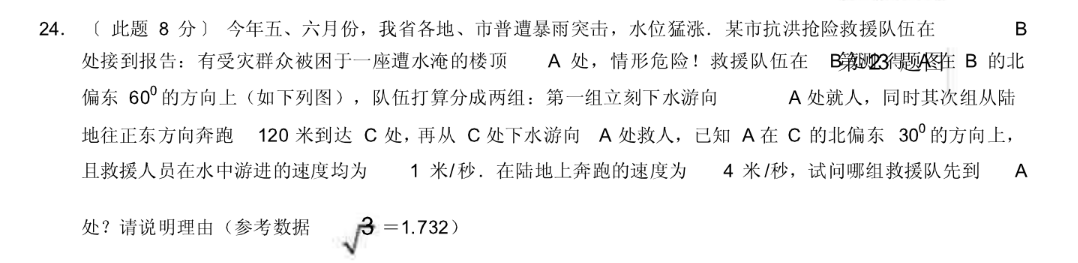 24. 〔 此题 8 分〕 今年五、六月份，我省各地、市普遭暴雨突击，水位猛涨．某市抗洪抢险救援队伍在 B
处接到报告：有受灾群众被困于一座遭水淹的楼顶 A 处，情形危险！救援队伍在 B 处测得 A 在 B 的北
第 23 题图
偏东 60⁰ 的方向上（如下列图），队伍打算分成两组：第一组立刻下水游向 A 处就人，同时其次组从陆
地往正东方向奔跑 120 米到达 C 处，再从 C 处下水游向 A 处救人，已知 A 在 C 的北偏东 30⁰ 的方向上，
且救援人员在水中游进的速度均为 1 米/秒．在陆地上奔跑的速度为 4 米/秒，试问哪组救援队先到 A
处？请说明理由（参考数据 √3 =1.732）